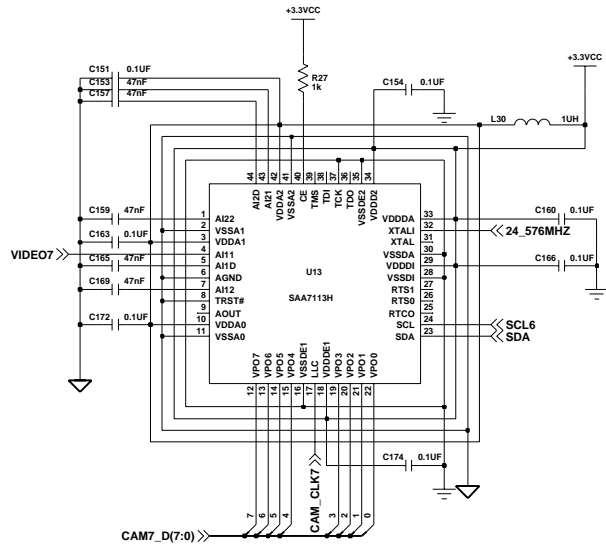 +3.3VCC
+3.3VCC
C151 0.1UF
C153 47nF
C157 47nF
R27
1k
C154 0.1UF
L30 1UH
44 43 42 41 40 39 38 37 36 35 34
AI2D AI21 VDDA2 VSSA2 CE TMS TDI TCK TDO VSSDE2 VDDD2
C159 47nF
C163 0.1UF
VIDEO7
C165 47nF
C169 47nF
C172 0.1UF
1 AI22
2 VSSA1
3 VDDA1
4 AI11
5 AI1D
6 AGND
7 AI12
8 TRST#
9 AOUT
10 VDDA0
11 VSSA0
U13
SAA7113H
VDDDA 33
XTALI 32
XTAL 31
VSSDA 30
VDDDI 29
VSSDI 28
RTS1 27
RTS0 26
RTCO 25
SCL 24
SDA 23
C160 0.1UF
24_576MHZ
C166 0.1UF
SCL6
SDA
VPO7 VPO6 VPO5 VPO4 VSSDE1 LLC VDDDE1 VPO3 VPO2 VPO1 VPO0
12 13 14 15 16 17 18 19 20 21 22
C174 0.1UF
CAM_CLK7
7 6 5 4 3 2 1 0
CAM7_D(7:0)